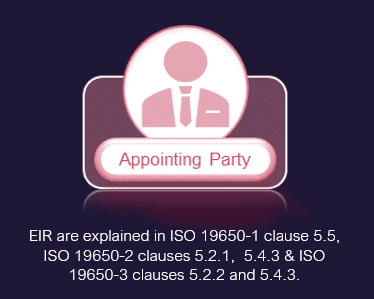 Appointing Party
EIR are explained in ISO 19650-1 clause 5.5,
ISO 19650-2 clauses 5.2.1, 5.4.3 & ISO
19650-3 clauses 5.2.2 and 5.4.3.